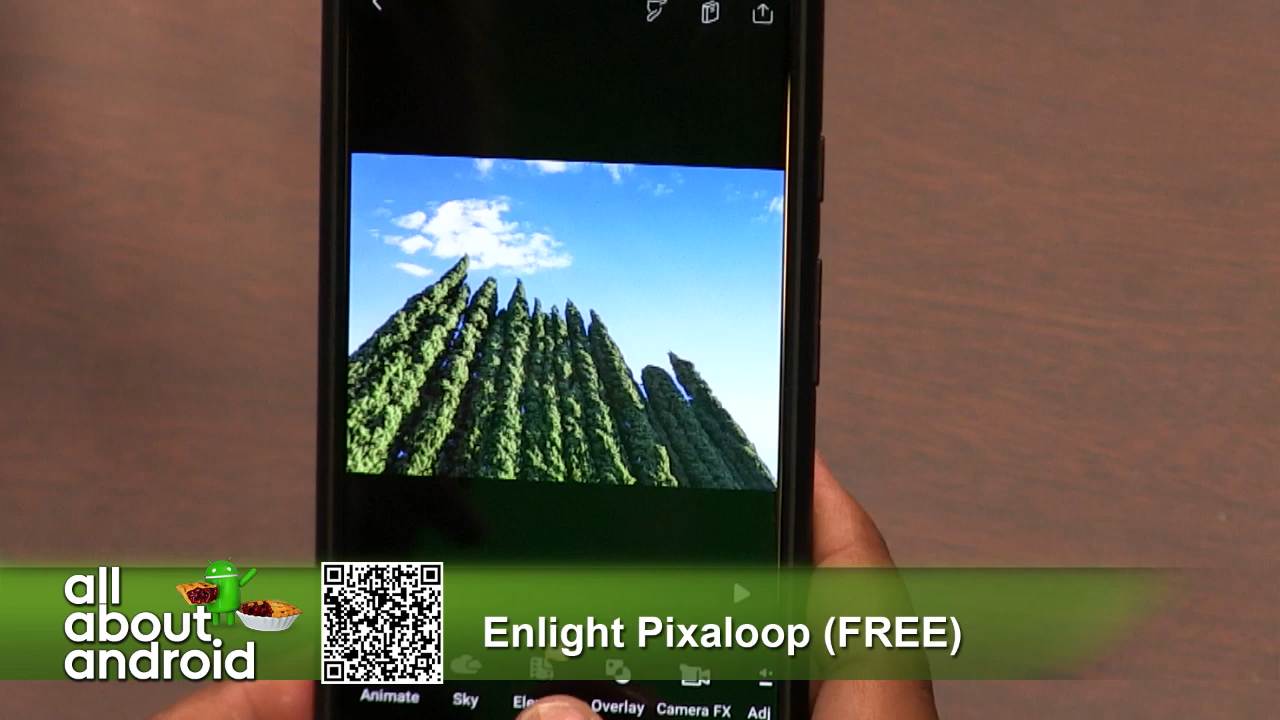 all
about
android
Enlight Pixaloop (FREE)
Animate Sky Overlay Camera FX